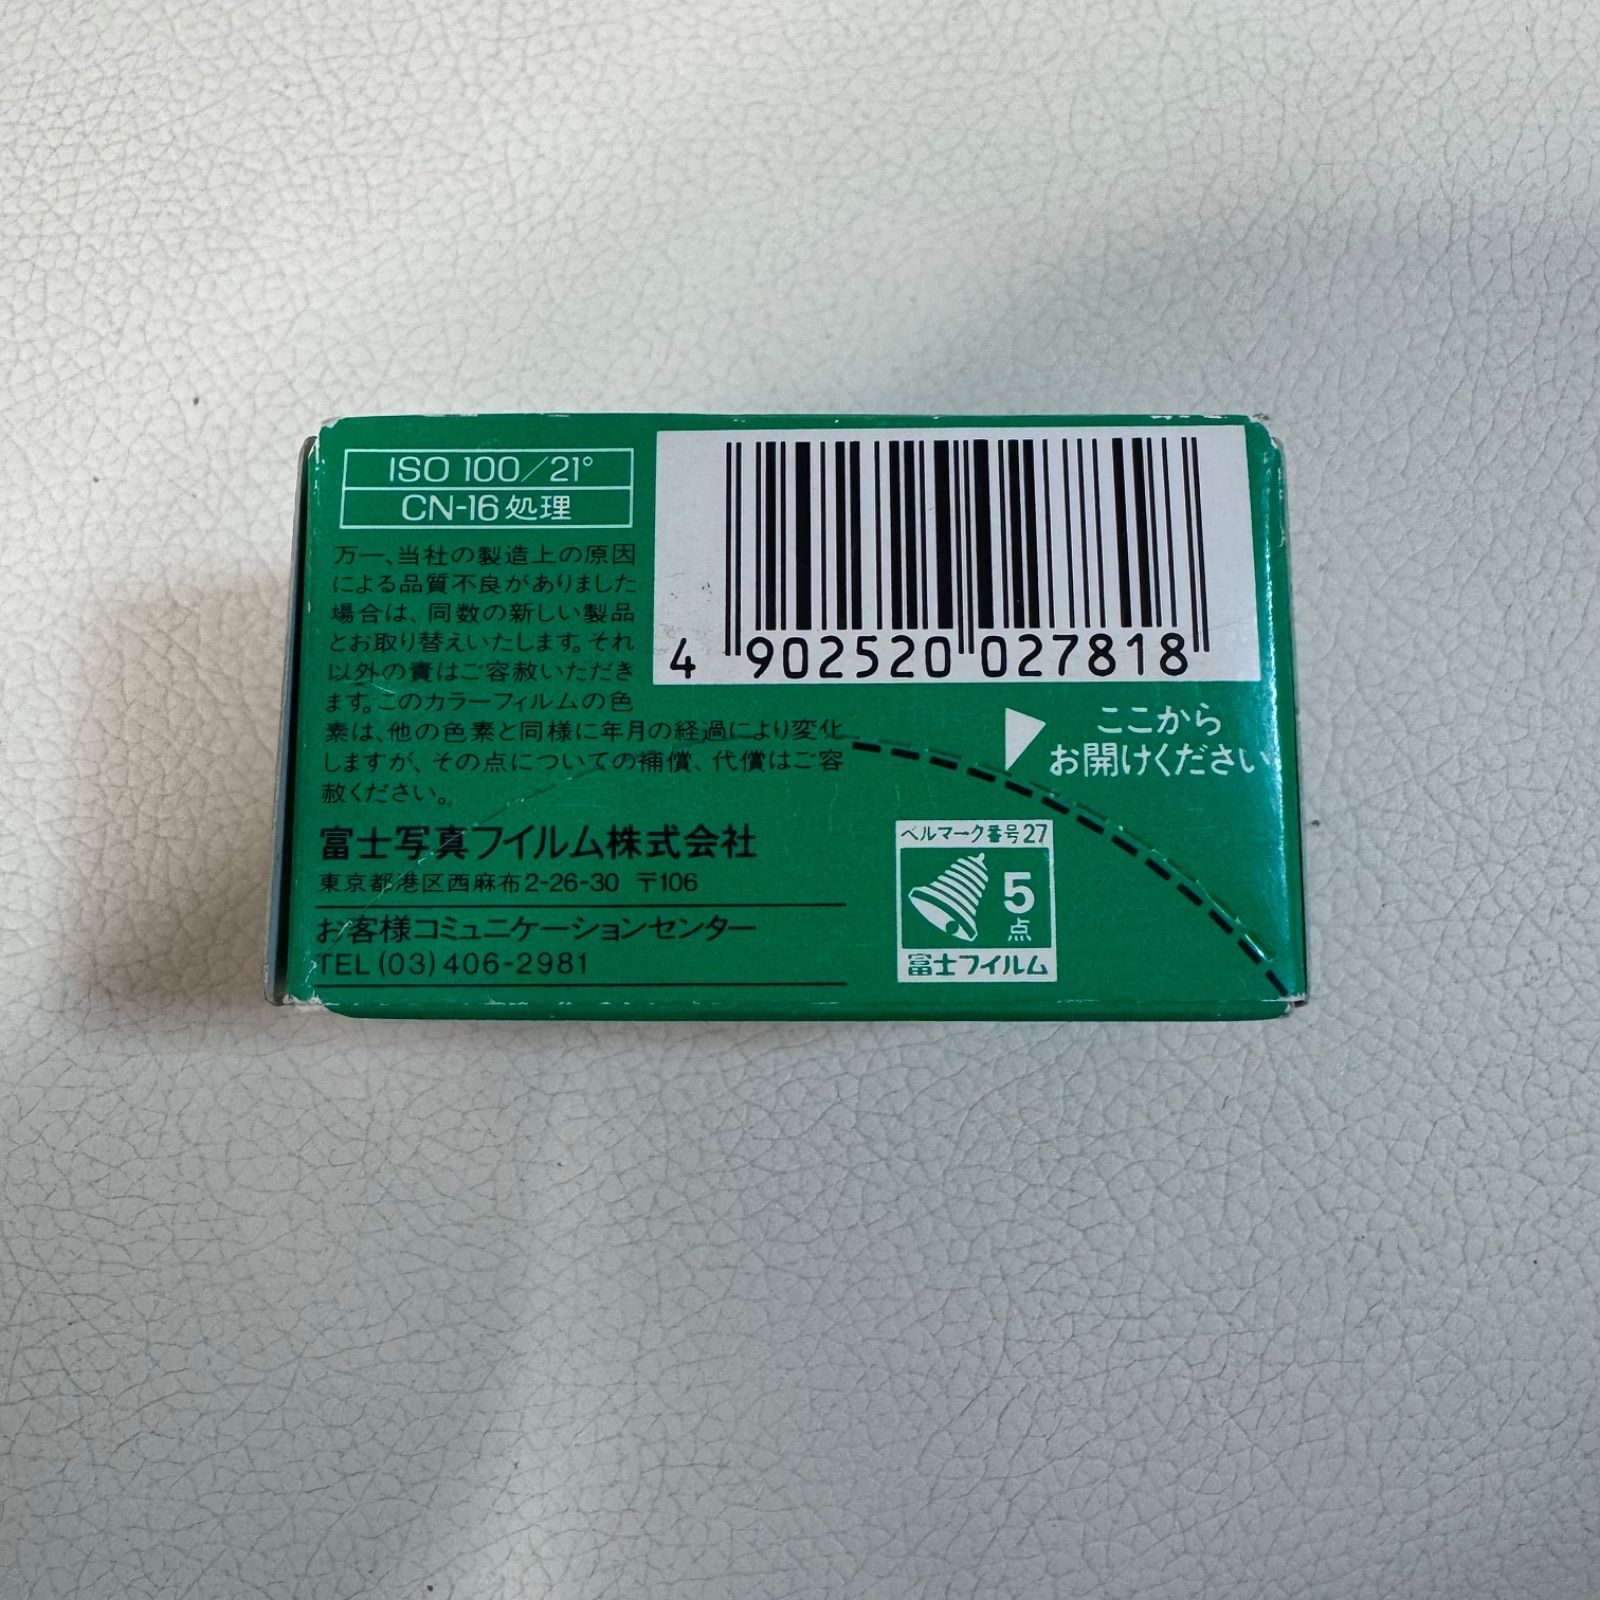 ISO 100/21°
CN-16処理
万一、当社の製造上の原因
による品質不良がありました
場合は、同数の新しい製品
とお取り替えいたします。それ
以外の責はご容赦いただき
ます。このカラーフィルムの色
素は、他の色素と同様に年月の経過により変化
しますが、その点についての補償、代償はご容
赦ください。
富士写真フイルム株式会社
東京都港区西麻布2-26-30 〒106
お客様コミュニケーションセンター
TEL(03)406-2981
4 902520 027818
ここから
お開けください
ベルマーク番号27
5
点
富士フイルム